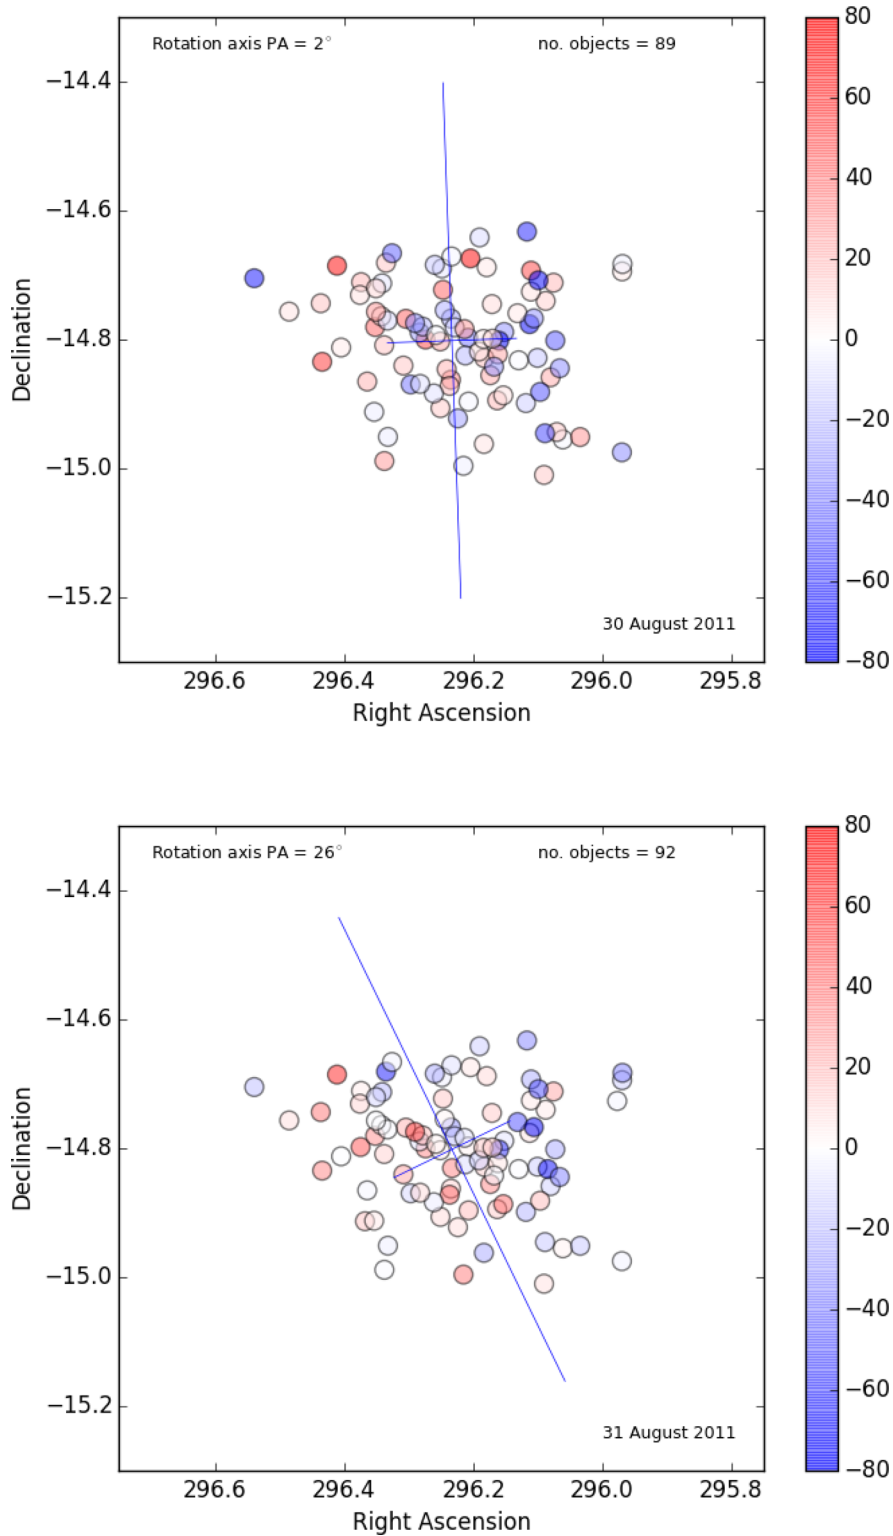 Rotation axis PA = 2° no. objects = 89
80
60
40
20
0
−20
−40
−60
−80
−14.4
−14.6
−14.8
−15.0
−15.2
Declination
30 August 2011
296.6 296.4 296.2 296.0 295.8
Right Ascension
Rotation axis PA = 26° no. objects = 92
80
60
40
20
0
−20
−40
−60
−80
−14.4
−14.6
−14.8
−15.0
−15.2
Declination
31 August 2011
296.6 296.4 296.2 296.0 295.8
Right Ascension